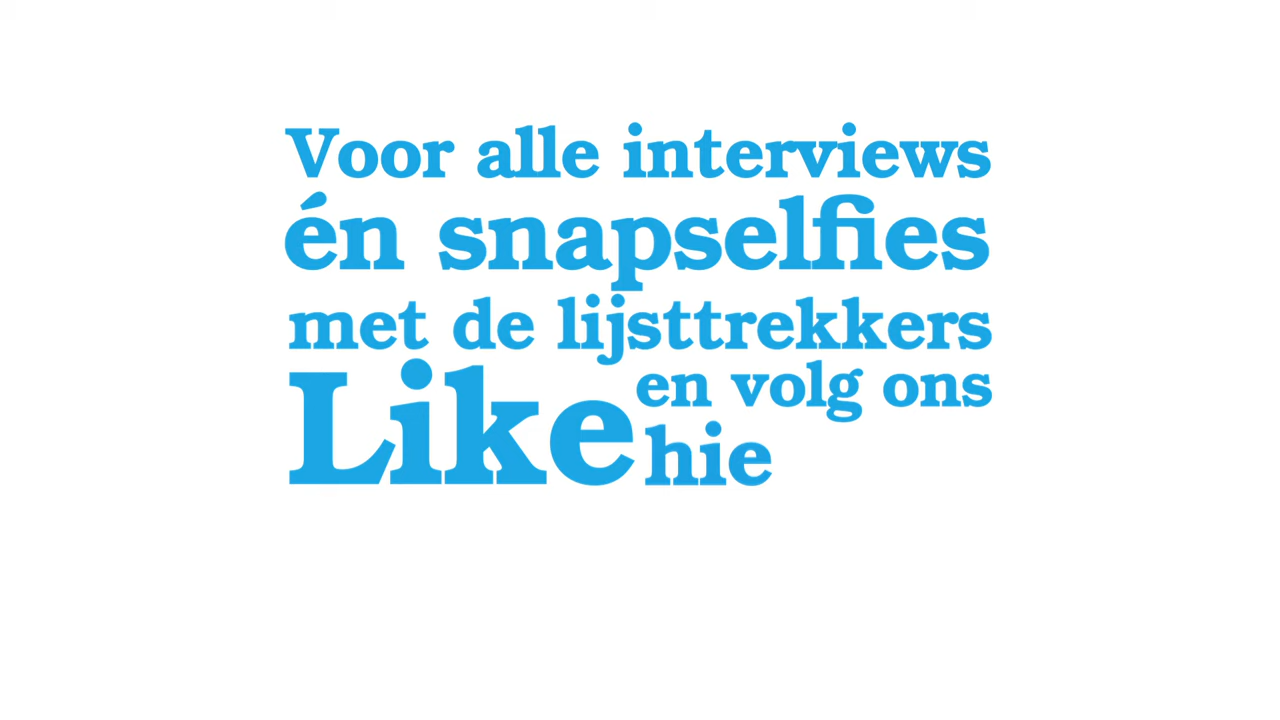 Voor alle interviews
én snapselfies
met de lijsttrekkers
Like en volg ons
hie